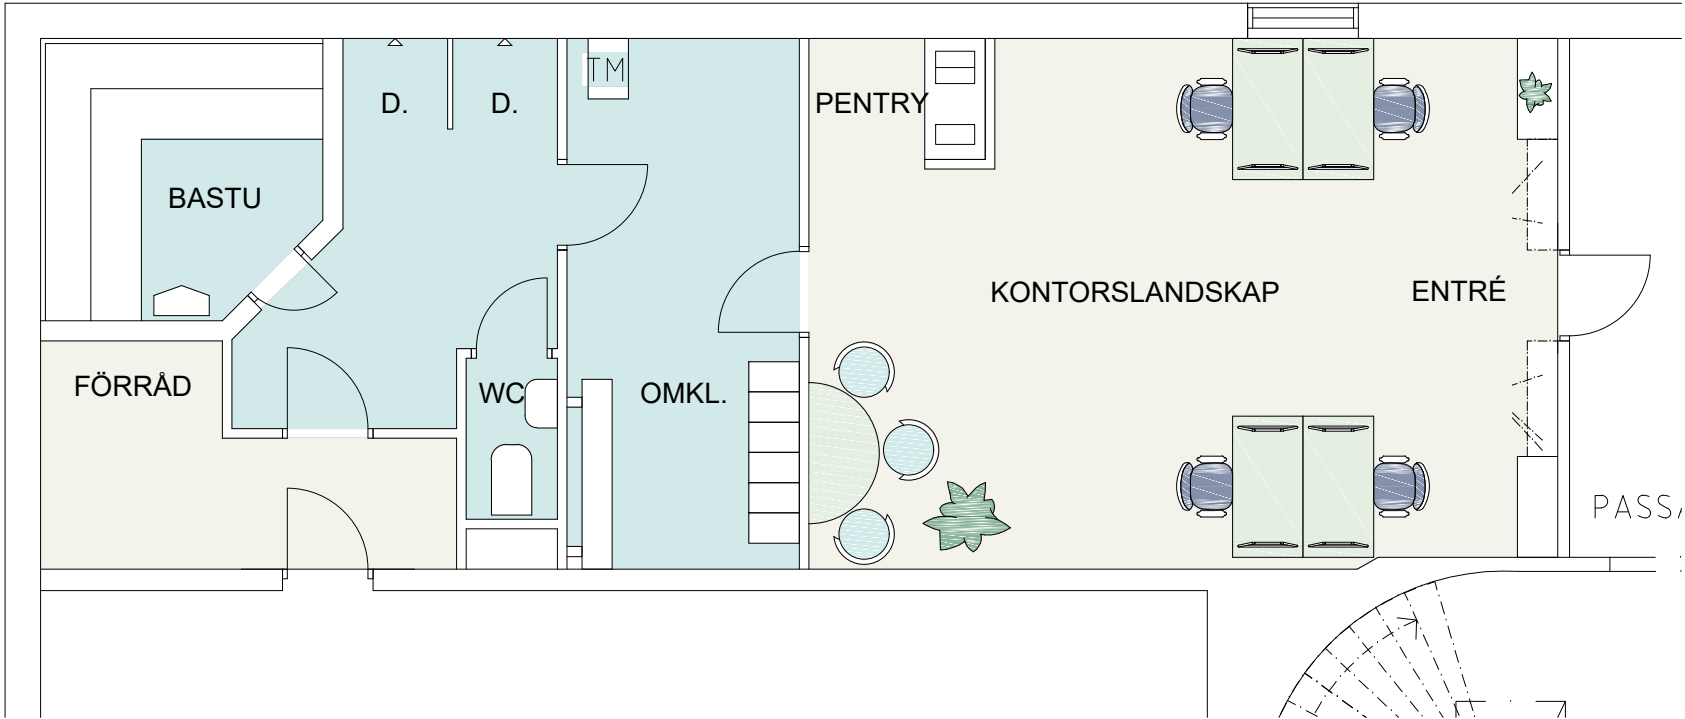 TM
D.
D.
PENTRY
BASTU
KONTORSLANDSKAP
ENTRÉ
FÖRRÅD
WC
OMKL.
PASSA